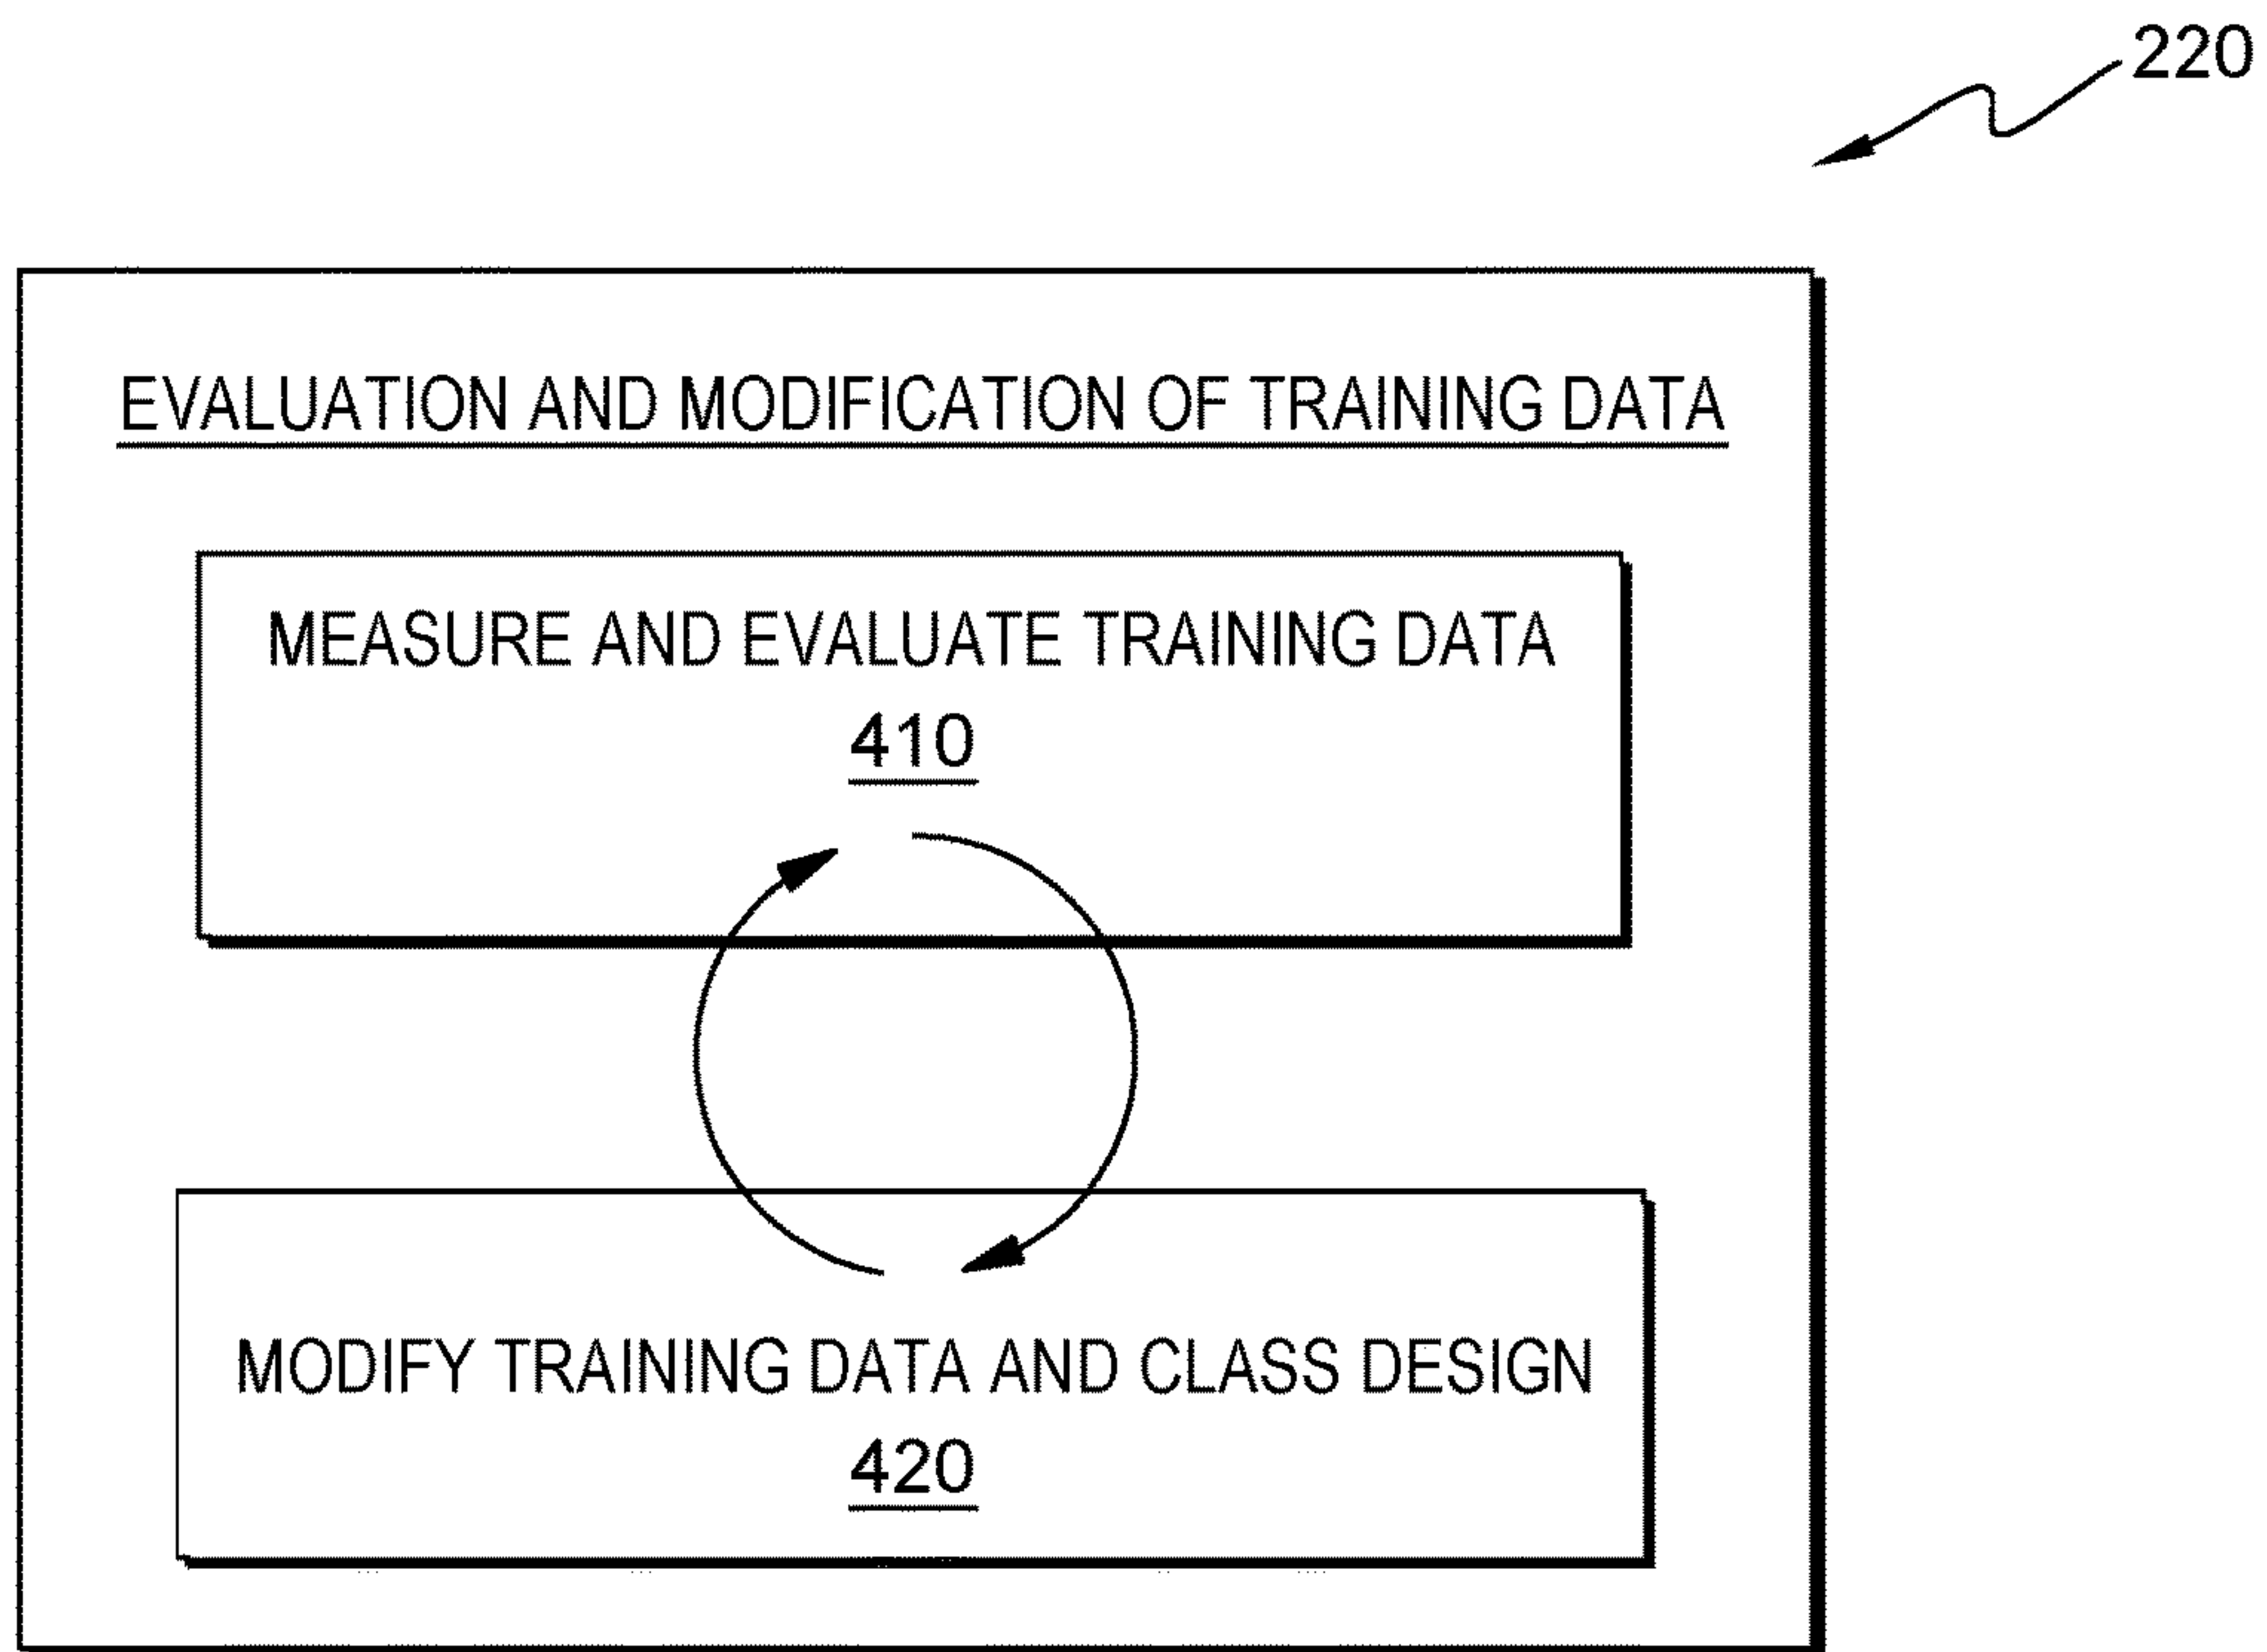 220
EVALUATION AND MODIFICATION OF TRAINING DATA
MEASURE AND EVALUATE TRAINING DATA
410
MODIFY TRAINING DATA AND CLASS DESIGN
420